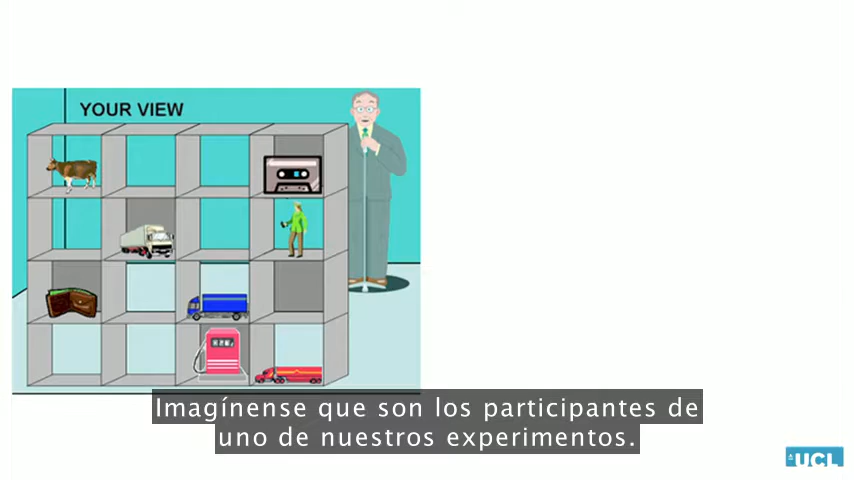 YOUR VIEW
Imagínense que son los participantes de
uno de nuestros experimentos.
UCL